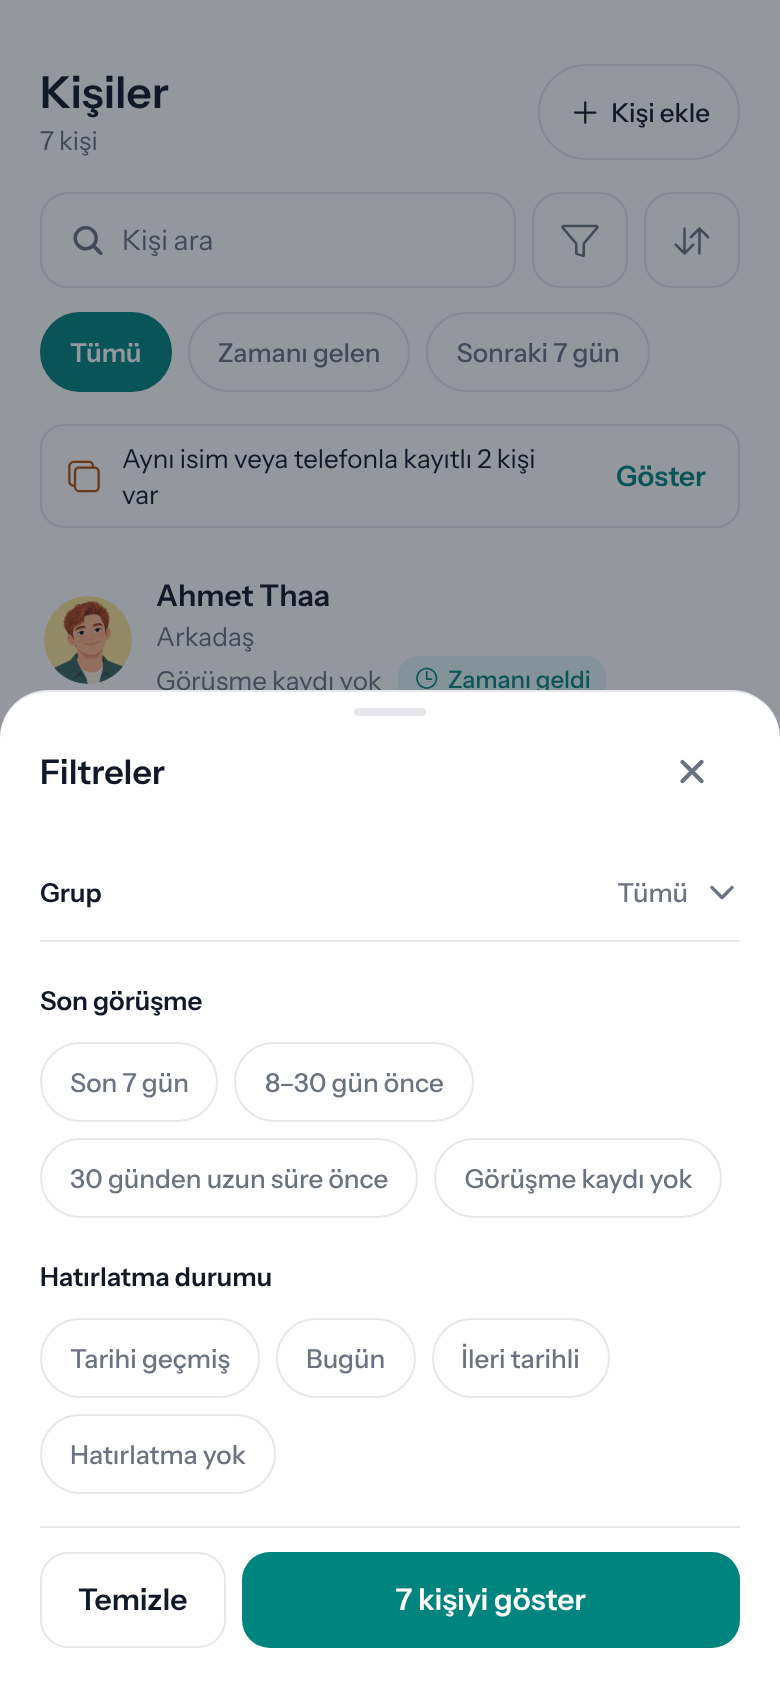 Kişiler
7 kişi
Kişi ekle
Kişi ara
Tümü
Zamanı gelen
Sonraki 7 gün
Aynı isim veya telefonla kayıtlı 2 kişi
var
Göster
Ahmet Thaa
Arkadaş
Görüşme kaydı yok
Zamanı geldi
Filtreler
Grup
Tümü
Son görüşme
Son 7 gün
8–30 gün önce
30 günden uzun süre önce
Görüşme kaydı yok
Hatırlatma durumu
Tarihi geçmiş
Bugün
İleri tarihli
Hatırlatma yok
Temizle
7 kişiyi göster